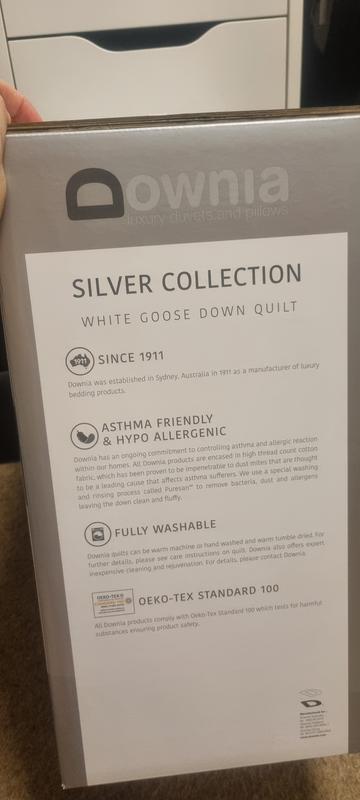 Downia
luxury duvets and pillows
SILVER COLLECTION
WHITE GOOSE DOWN QUILT
1911
SINCE 1911
Downia was established in Sydney, Australia in 1911 as a manufacturer of luxury
bedding products.
ASTHMA FRIENDLY
& HYPO ALLERGENIC
Downia has an ongoing commitment to controlling asthma and allergic reaction
within our homes. All Downia products are encased in high thread count cotton
fabric, which has been proven to be impenetrable to dust mites that are thought
to be a leading cause that affects asthma sufferers. We use a special washing
and rinsing process called Puresan™ to remove bacteria, dust and allergens
leaving the down clean and fluffy.
FULLY WASHABLE
Downia quilts can be warm machine or hand washed and warm tumble dried. For
further details, please see care instructions on quilt. Downia also offers expert
inexpensive cleaning and rejuvenation. For details, please contact Downia.
OEKO-TEX®
OEKO-TEX STANDARD 100
All Downia products comply with Oeko-Tex Standard 100 which tests for harmful
substances ensuring product safety.